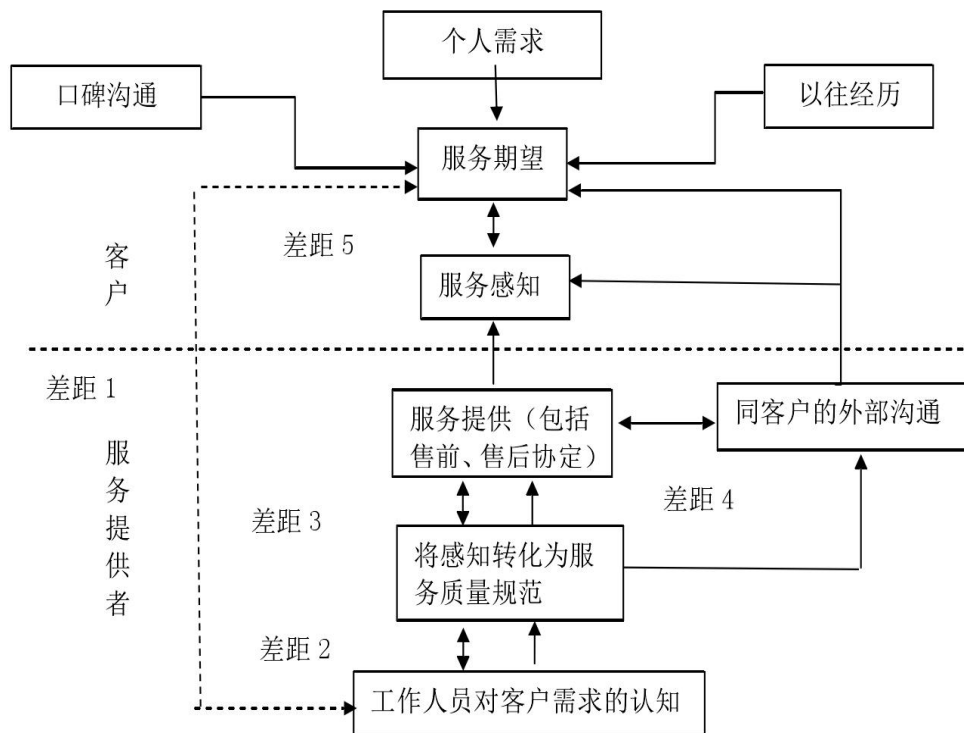 个人需求
口碑沟通
以往经历
服务期望
差距 5
客
户
服务感知
差距 1
服务提供（包括
售前、售后协定）
同客户的外部沟通
服
务
提
供
者
差距 3
差距 4
将感知转化为服
务质量规范
差距 2
工作人员对客户需求的认知